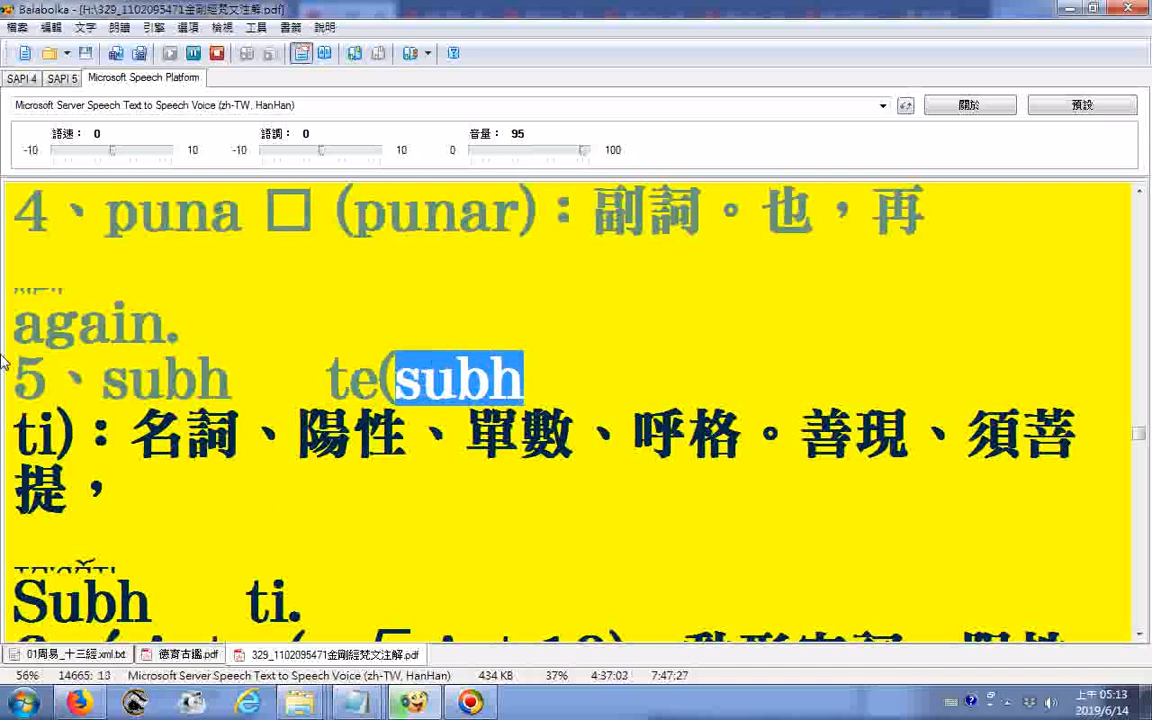 Balabolka - [H:\329_1102095471金剛經梵文注解.pdf]
檔案 編輯 文字 朗讀 引擎 選項 檢視 工具 書籤 說明
SAPI 4 SAPI 5 Microsoft Speech Platform
Microsoft Server Speech Text to Speech Voice (zh-TW, HanHan) 關於 預設
語速： 0 語調： 0 音量： 95
-10 10 -10 10 0 100
4、puna □ (punar)：副詞。也，再
again.
5、subh te(subh
ti)：名詞、陽性、單數、呼格。善現、須菩
提，
Subh ti.
01周易_十三經.xml.txt 德育古鑑.pdf 329_1102095471金剛經梵文注解.pdf
56% 14665: 13 Microsoft Server Speech Text to Speech Voice (zh-TW, HanHan) 434 KB 37% 4:37:03 7:47:27
上午 05:13
2019/6/14